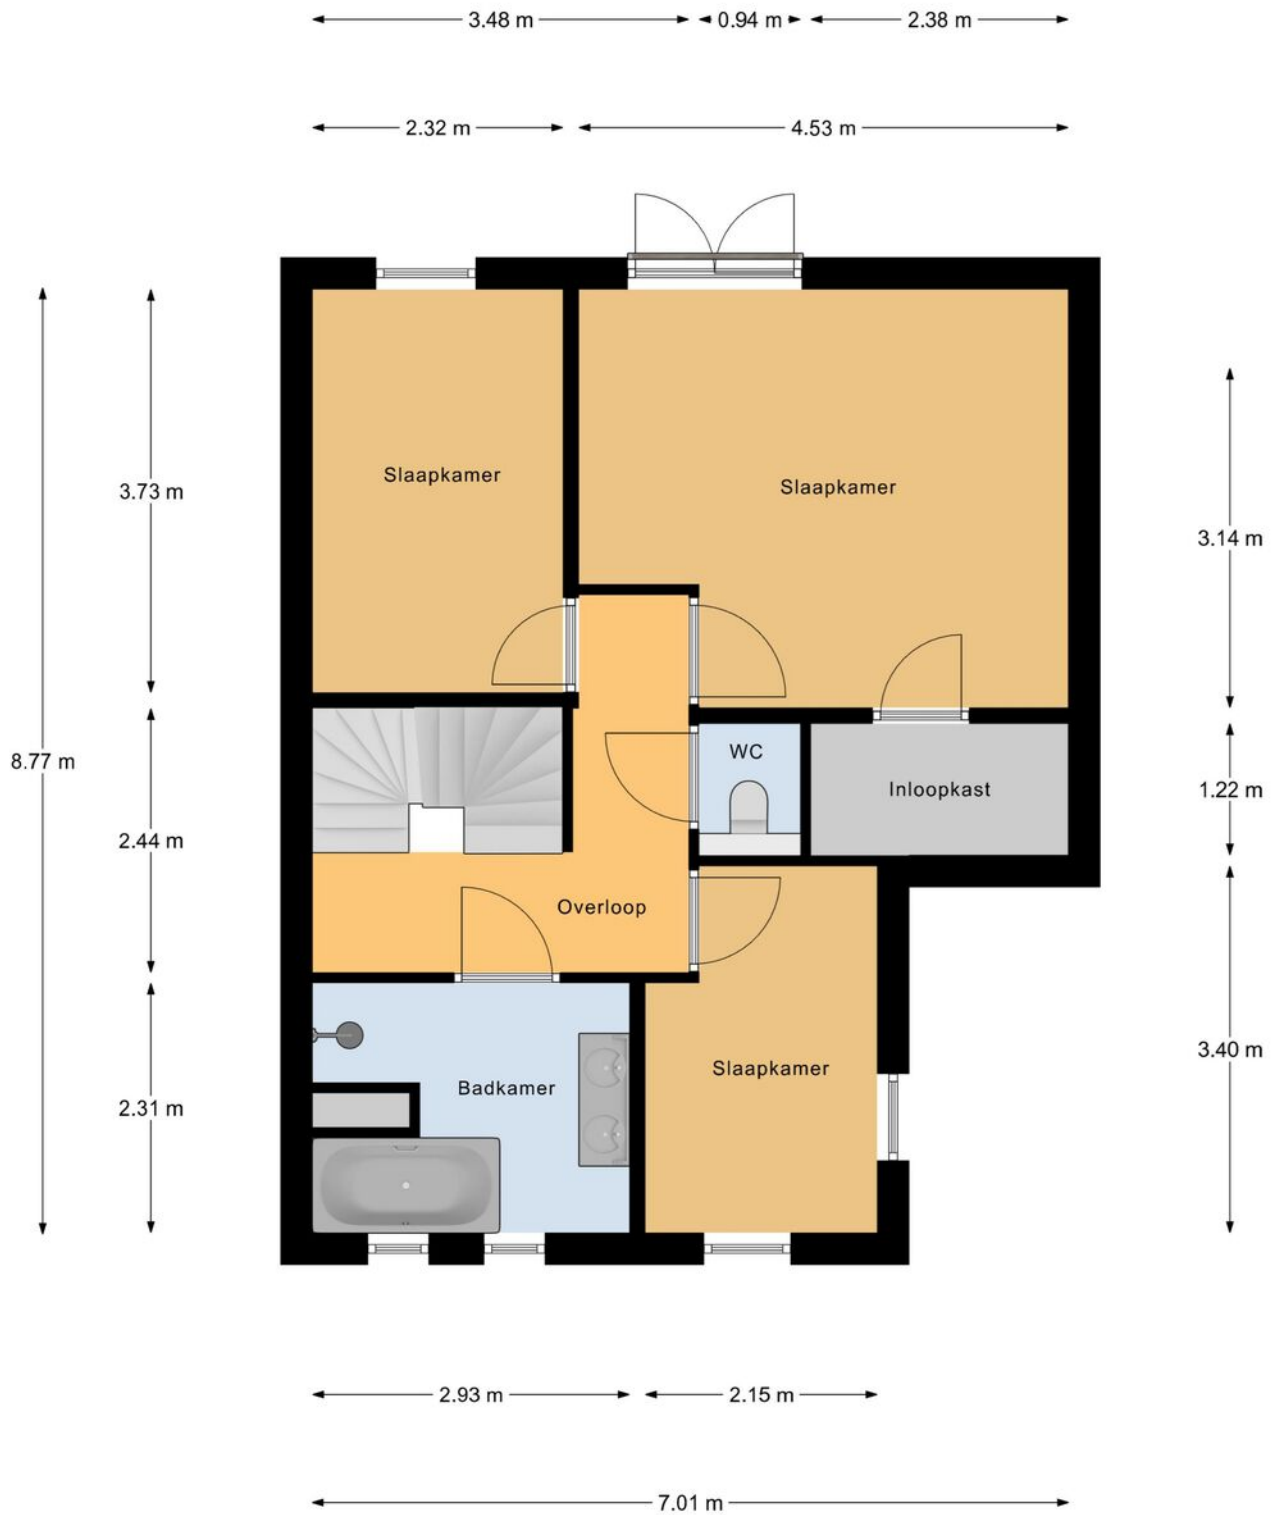 3.48 m 0.94 m 2.38 m
2.32 m 4.53 m
Slaapkamer
Slaapkamer
3.73 m
3.14 m
WC
8.77 m
Inloopkast
1.22 m
2.44 m
Overloop
3.40 m
Slaapkamer
Badkamer
2.31 m
2.93 m 2.15 m
7.01 m